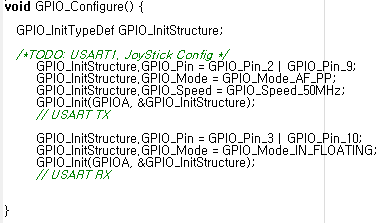 void GPIO_Configure() {
GPIO_InitTypeDef GPIO_InitStructure;
/*TODO: USART1, JoyStick Config */
GPIO_InitStructure.GPIO_Pin = GPIO_Pin_2 | GPIO_Pin_9;
GPIO_InitStructure.GPIO_Mode = GPIO_Mode_AF_PP;
GPIO_InitStructure.GPIO_Speed = GPIO_Speed_50MHz;
GPIO_Init(GPIOA, &GPIO_InitStructure);
// USART TX
GPIO_InitStructure.GPIO_Pin = GPIO_Pin_3 | GPIO_Pin_10;
GPIO_InitStructure.GPIO_Mode = GPIO_Mode_IN_FLOATING;
GPIO_Init(GPIOA, &GPIO_InitStructure);
// USART RX
}